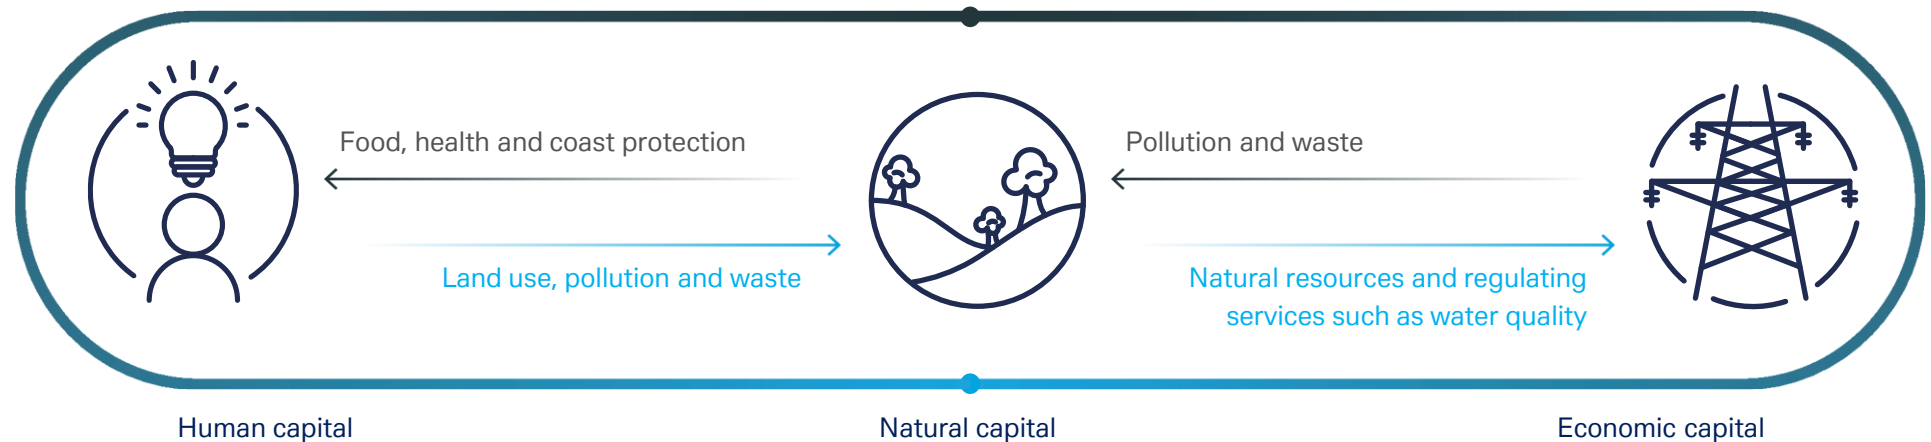 Food, health and coast protection
Land use, pollution and waste
Pollution and waste
Natural resources and regulating
services such as water quality
Human capital
Natural capital
Economic capital